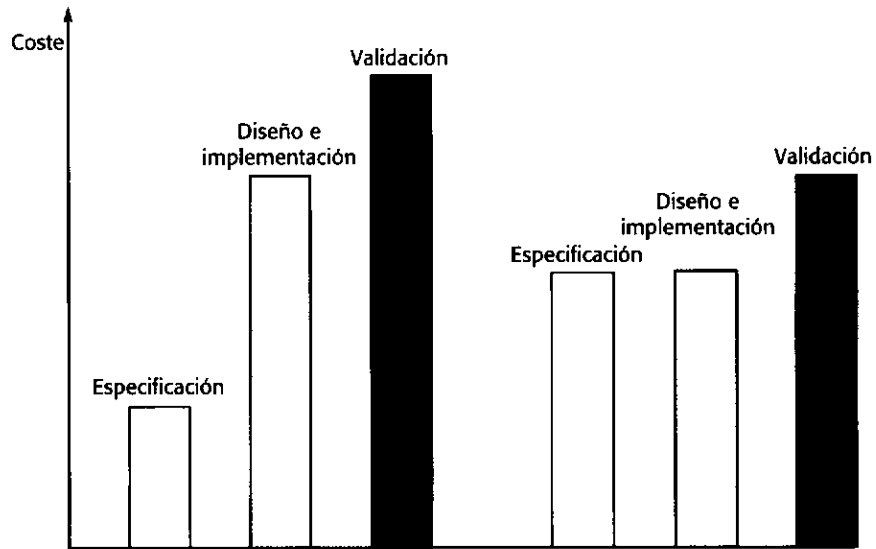 Coste
Validación
Diseño e
implementación
Especificación
Validación
Diseño e
implementación
Especificación